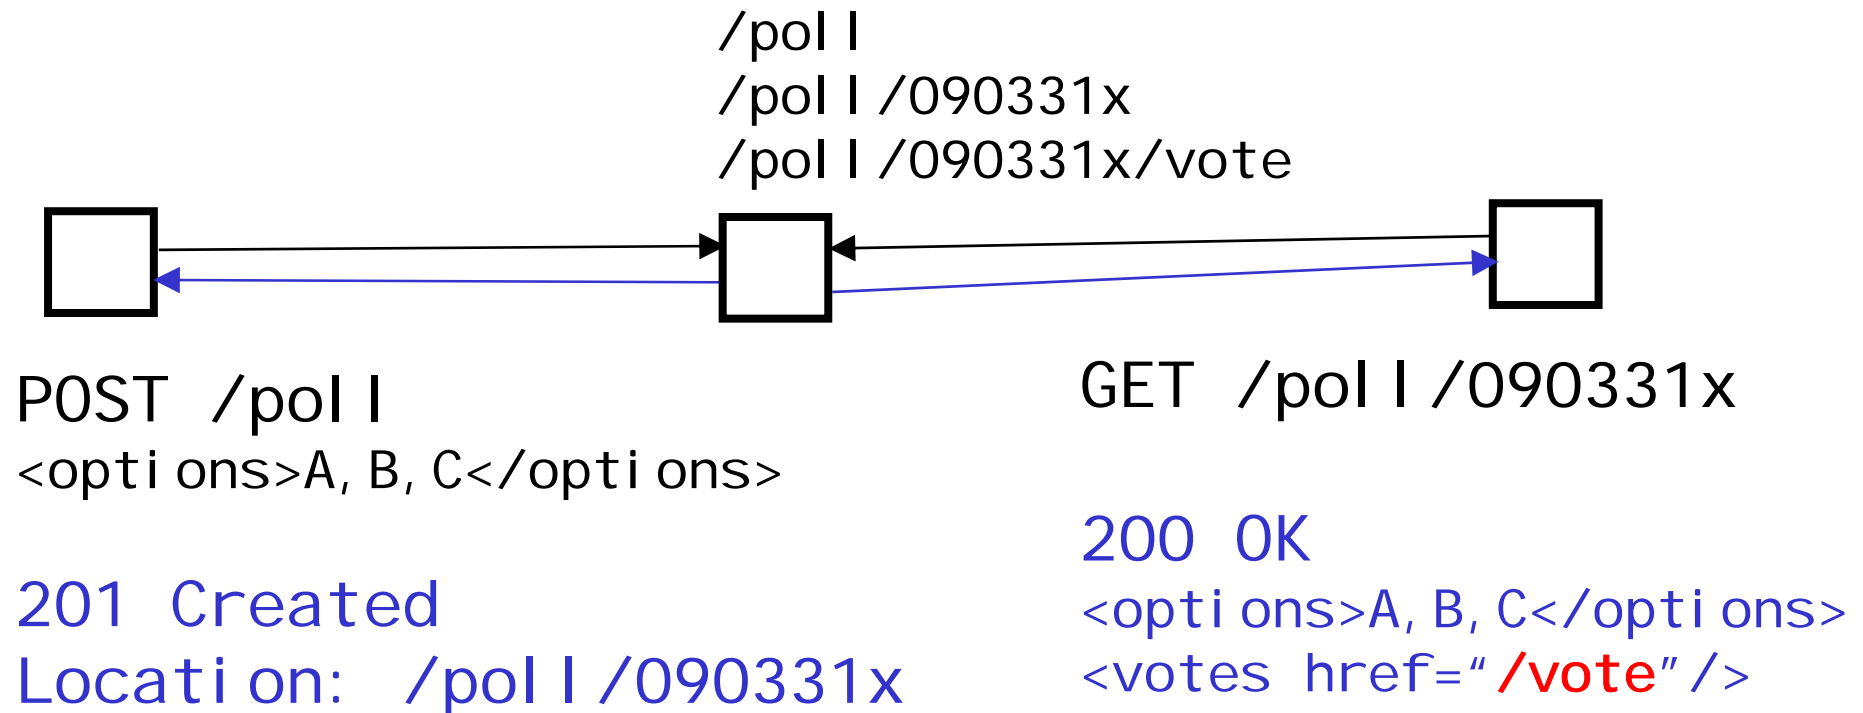 /poll
/poll/090331x
/poll/090331x/vote
POST /poll
<options>A,B,C</options>
201 Created
Location: /poll/090331x
GET /poll/090331x
200 OK
<options>A,B,C</options>
<votes href=“/vote”/>